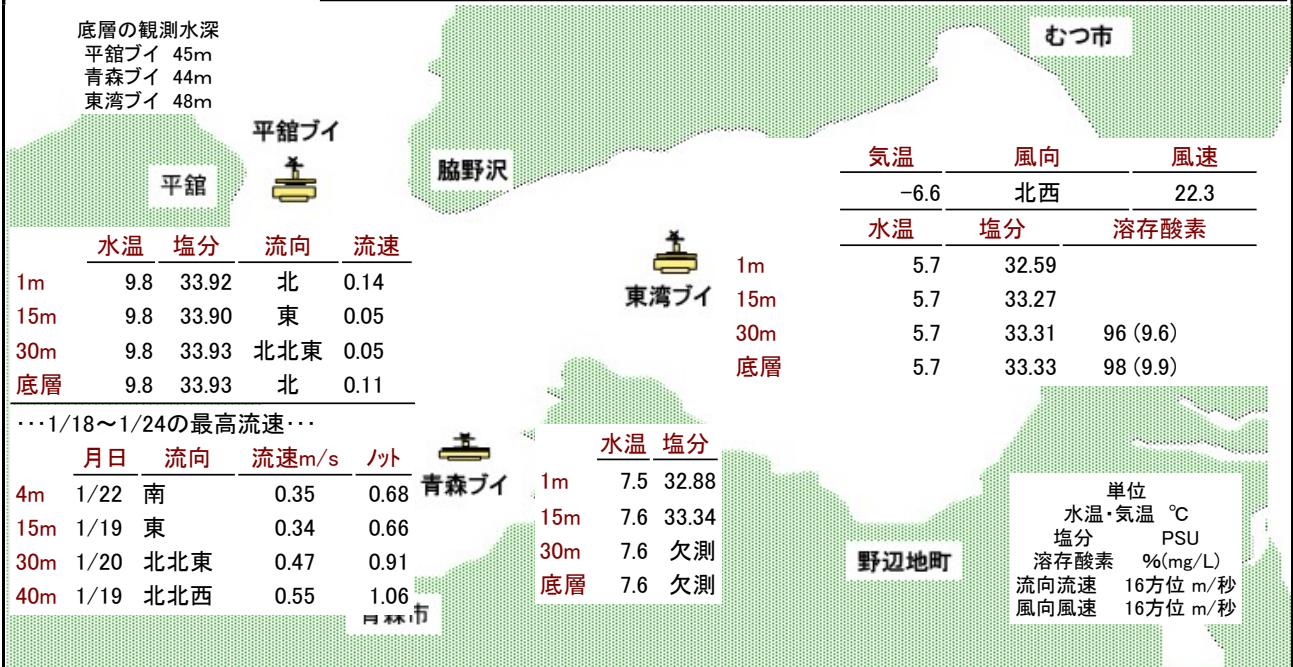 底層の観測水深
平舘ブイ 45m
青森ブイ 44m
東湾ブイ 48m
むつ市
平舘ブイ
平舘
脇野沢
気温 風向 風速
-6.6 北西 22.3
水温 塩分 溶存酸素
1m 5.7 32.59
15m 5.7 33.27
30m 5.7 33.31 96 (9.6)
底層 5.7 33.33 98 (9.9)
東湾ブイ
水温 塩分 流向 流速
1m 9.8 33.92 北 0.14
15m 9.8 33.90 東 0.05
30m 9.8 33.93 北北東 0.05
底層 9.8 33.93 北 0.11
…1/18～1/24の最高流速…
月日 流向 流速m/s ノット
4m 1/22 南 0.35 0.68
15m 1/19 東 0.34 0.66
30m 1/20 北北東 0.47 0.91
40m 1/19 北北西 0.55 1.06
青森ブイ
水温 塩分
1m 7.5 32.88
15m 7.6 33.34
30m 7.6 欠測
底層 7.6 欠測
青森市
野辺地町
単位
水温・気温 ℃
塩分 PSU
溶存酸素 %(mg/L)
流向流速 16方位 m/秒
風向風速 16方位 m/秒